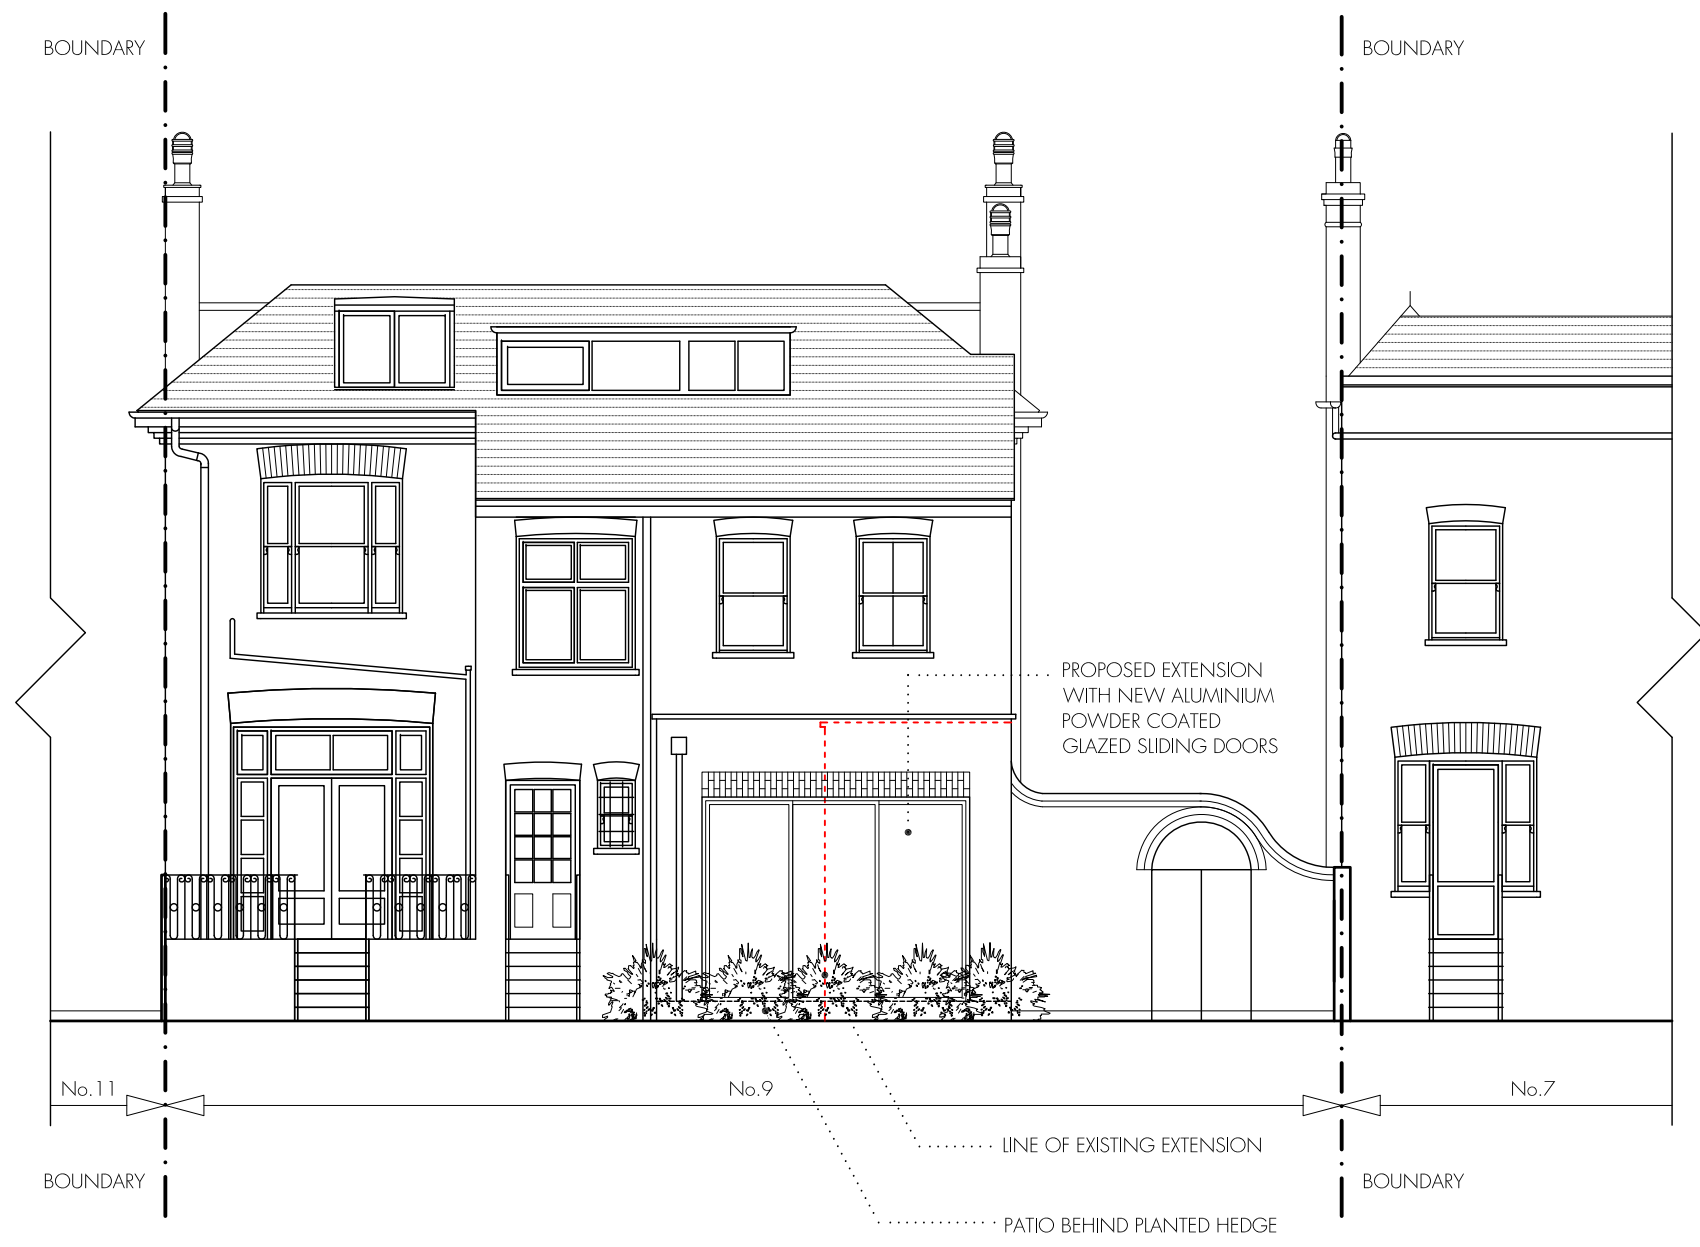 BOUNDARY
BOUNDARY
PROPOSED EXTENSION
WITH NEW ALUMINIUM
POWDER COATED
GLAZED SLIDING DOORS
No.11
No.9
No.7
LINE OF EXISTING EXTENSION
BOUNDARY
BOUNDARY
PATIO BEHIND PLANTED HEDGE